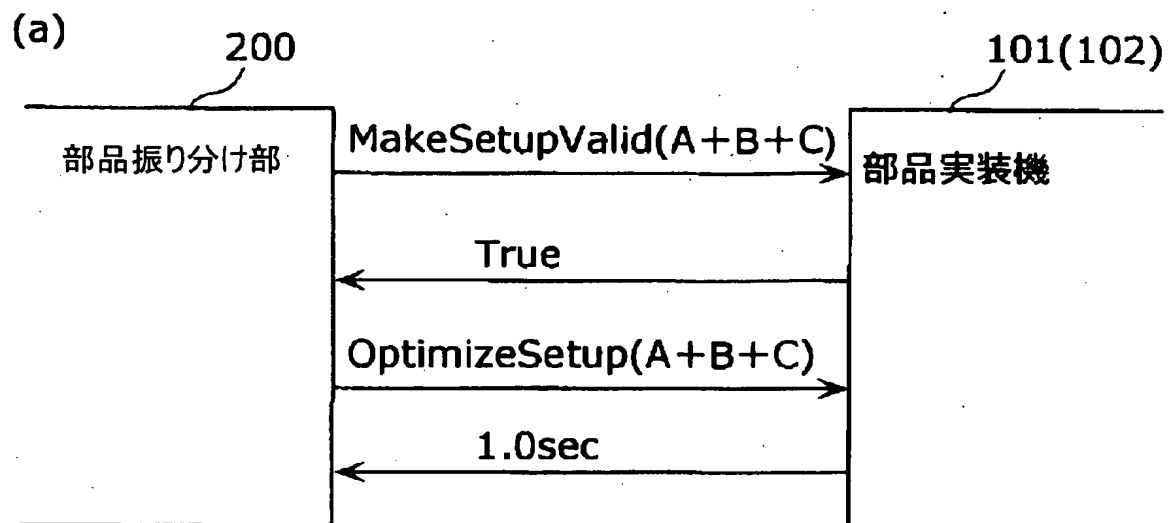 (a)
200
101(102)
部品振り分け部
MakeSetupValid(A+B+C)
部品実装機
True
OptimizeSetup(A+B+C)
1.0sec